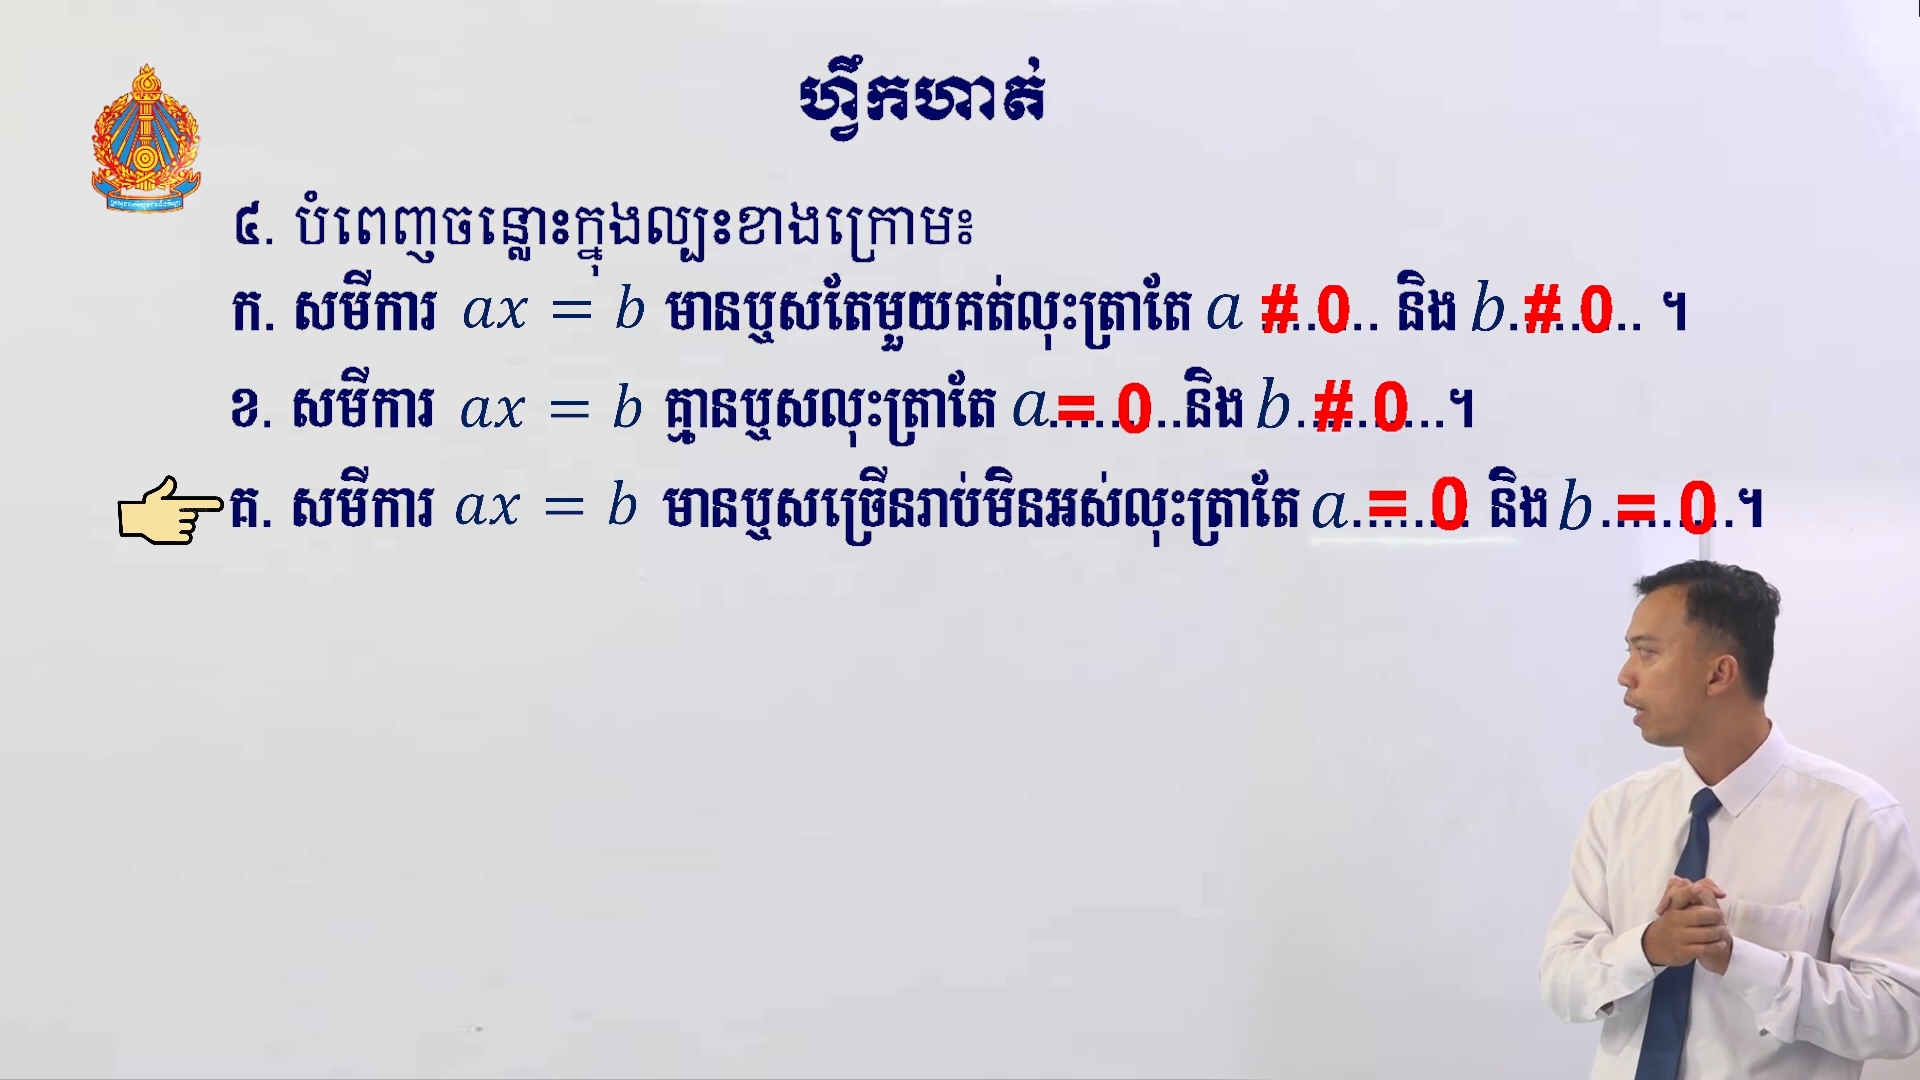 ហ្វឹកហាត់
៤. បំពេញចន្លោះក្នុងល្បះខាងក្រោម៖
ក. សមីការ ax = b មានឬសតែមួយគត់លុះត្រាតែ a # 0 និង b # 0 ។
ខ. សមីការ ax = b គ្មានឬសលុះត្រាតែ a = 0 និង b # 0 ។
គ. សមីការ ax = b មានឬសច្រើនរាប់មិនអស់លុះត្រាតែ a = 0 និង b = 0 ។